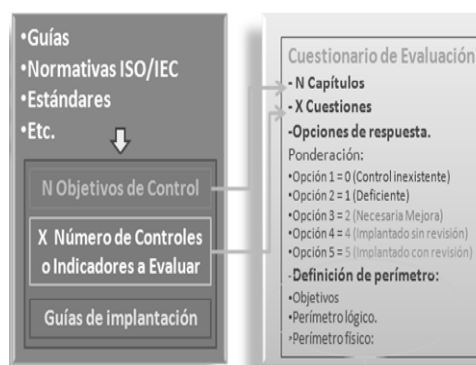 •Guías
•Normativas ISO/IEC
•Estándares
•Etc.
N Objetivos de Control
X Número de Controles
o Indicadores a Evaluar
Guías de implantación
Cuestionario de Evaluación
- N Capítulos
- X Cuestiones
-Opciones de respuesta.
Ponderación:
•Opción 1 = 0 (Control inexistente)
•Opción 2 = 1 (Deficiente)
•Opción 3 = 2 (Necesaria Mejora)
•Opción 4 = 4 (Implantado sin revisión)
•Opción 5 = 5 (Implantado con revisión)
-Definición de perímetro:
•Objetivos
•Perímetro lógico.
•Perímetro físico: